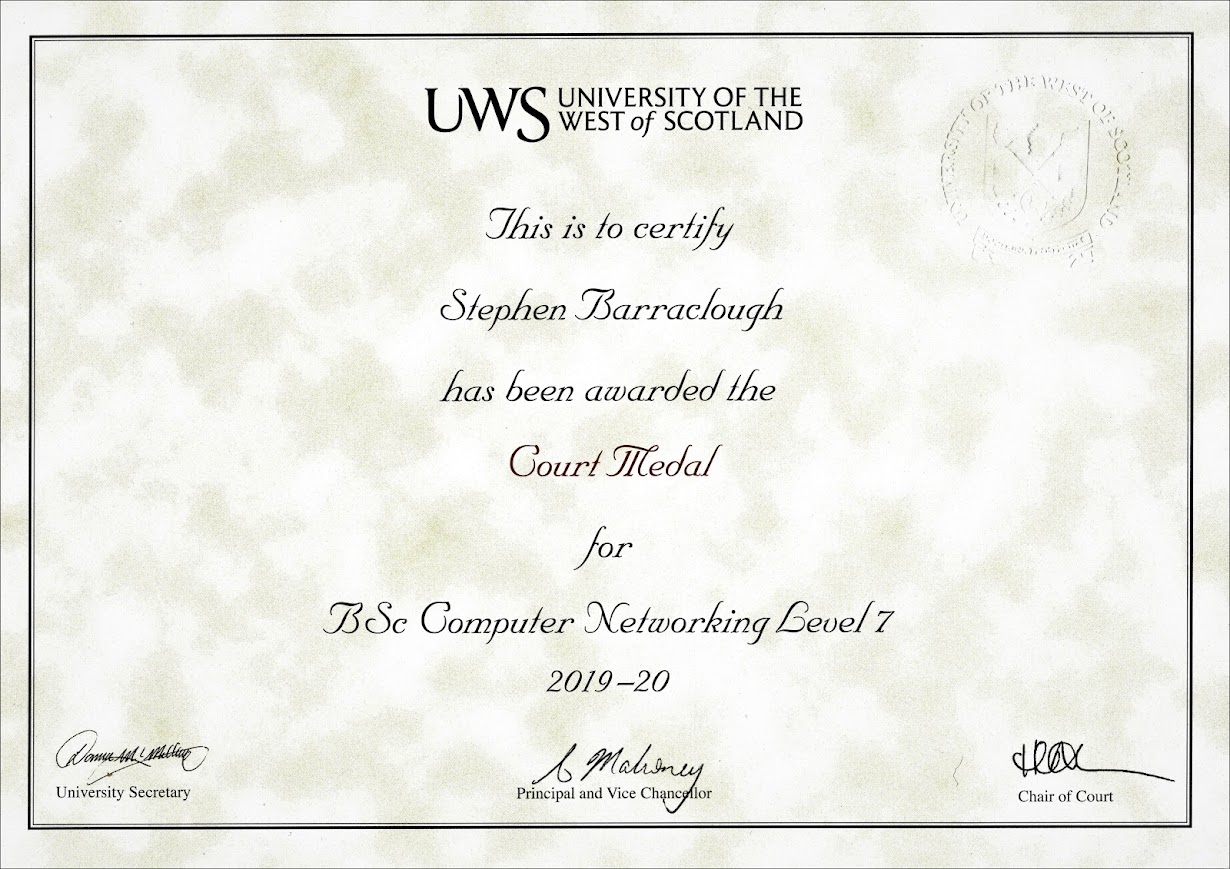 UWS UNIVERSITY OF THE
WEST of SCOTLAND
UNIVERSITY OF THE WEST OF SCOTLAND
This is to certify
Stephen Barraclough
has been awarded the
Court Medal
for
BSc Computer Networking Level 7
2019–20
Mahoney
University Secretary
Principal and Vice Chancellor
Chair of Court